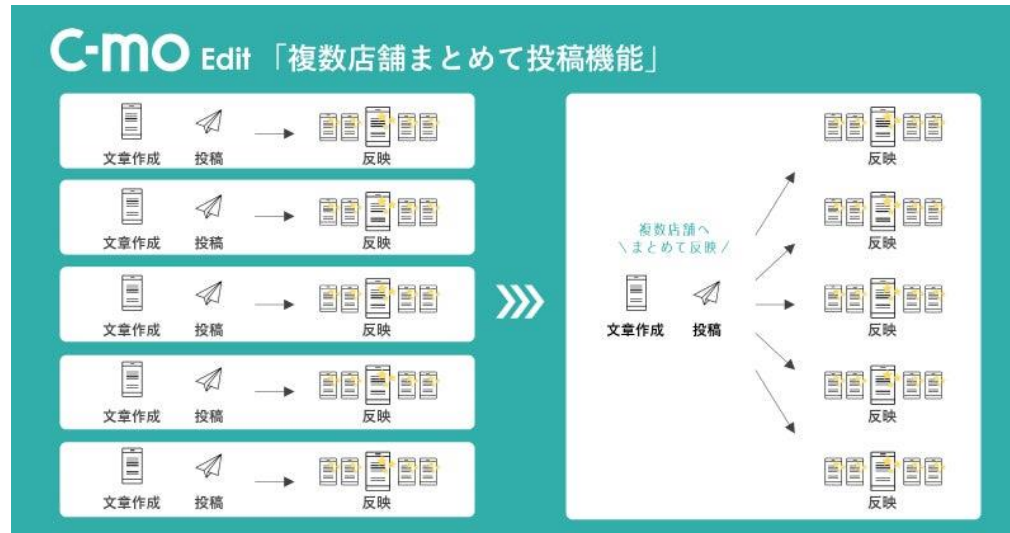 C-mo Edit「複数店舗まとめて投稿機能」
文章作成 投稿 反映
文章作成 投稿 反映
文章作成 投稿 反映
文章作成 投稿 反映
文章作成 投稿 反映
複数店舗へ
\まとめて反映/
文章作成 投稿
反映
反映
反映
反映
反映